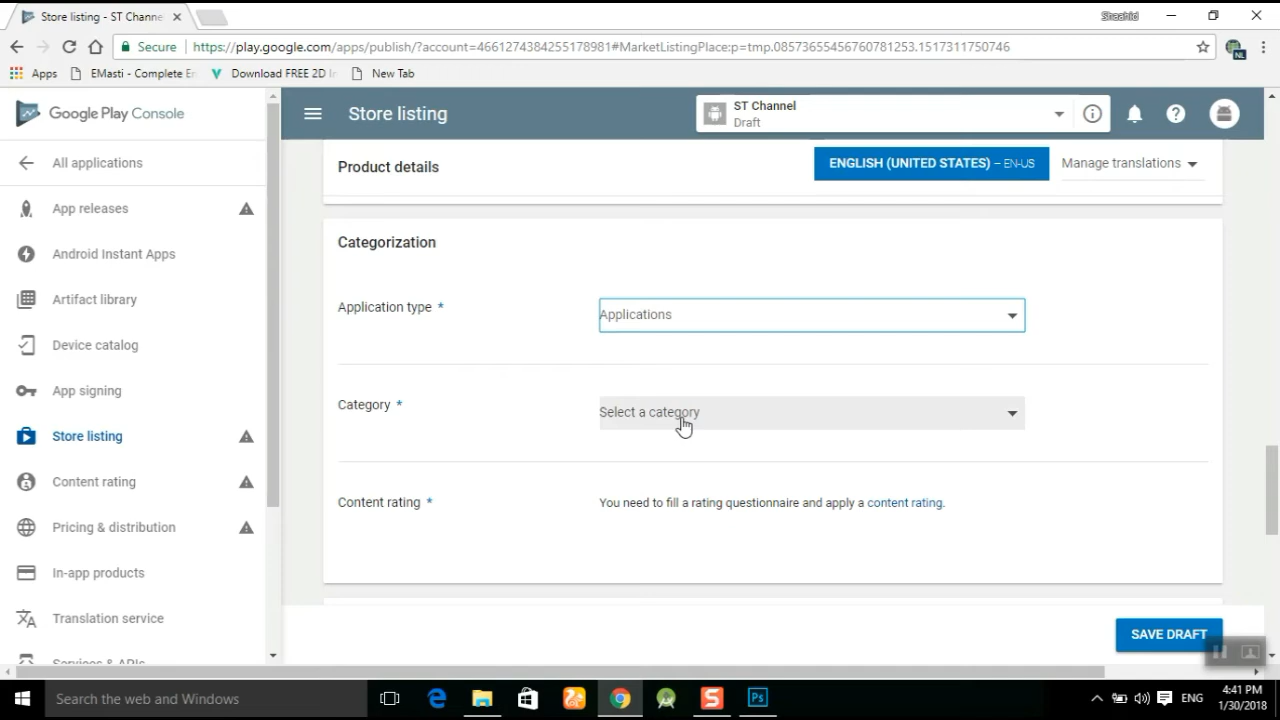 Store listing - ST Channe
Shaahid
Secure
https://play.google.com/apps/publish/?account=4661274384255178981#MarketListingPlace:p=tmp.08573655456760781253.1517311750746
NL
Apps
EMasti - Complete En
Download FREE 2D
New Tab
Google Play Console
Store listing
ST Channel
Draft
All applications
App releases
Android Instant Apps
Artifact library
Device catalog
App signing
Store listing
Content rating
Pricing & distribution
In-app products
Translation service
Services & APIs
Product details
ENGLISH (UNITED STATES) – EN-US
Manage translations
Categorization
Application type *
Applications
Category *
Select a category
Content rating *
You need to fill a rating questionnaire and apply a content rating.
SAVE DRAFT
Search the web and Windows
Ps
ENG
4:41 PM
1/30/2018